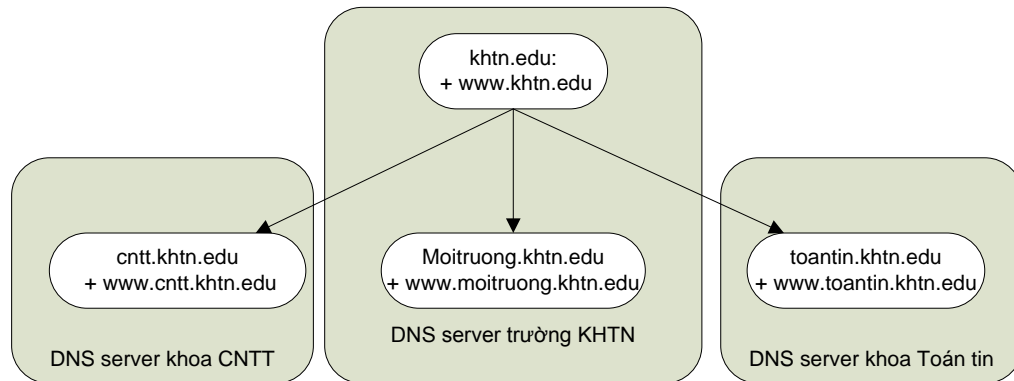 khtn.edu:
+ www.khtn.edu
cntt.khtn.edu
+ www.cntt.khtn.edu
Moitruong.khtn.edu
+ www.moitruong.khtn.edu
toantin.khtn.edu
+ www.toantin.khtn.edu
DNS server khoa CNTT
DNS server trường KHTN
DNS server khoa Toán tin